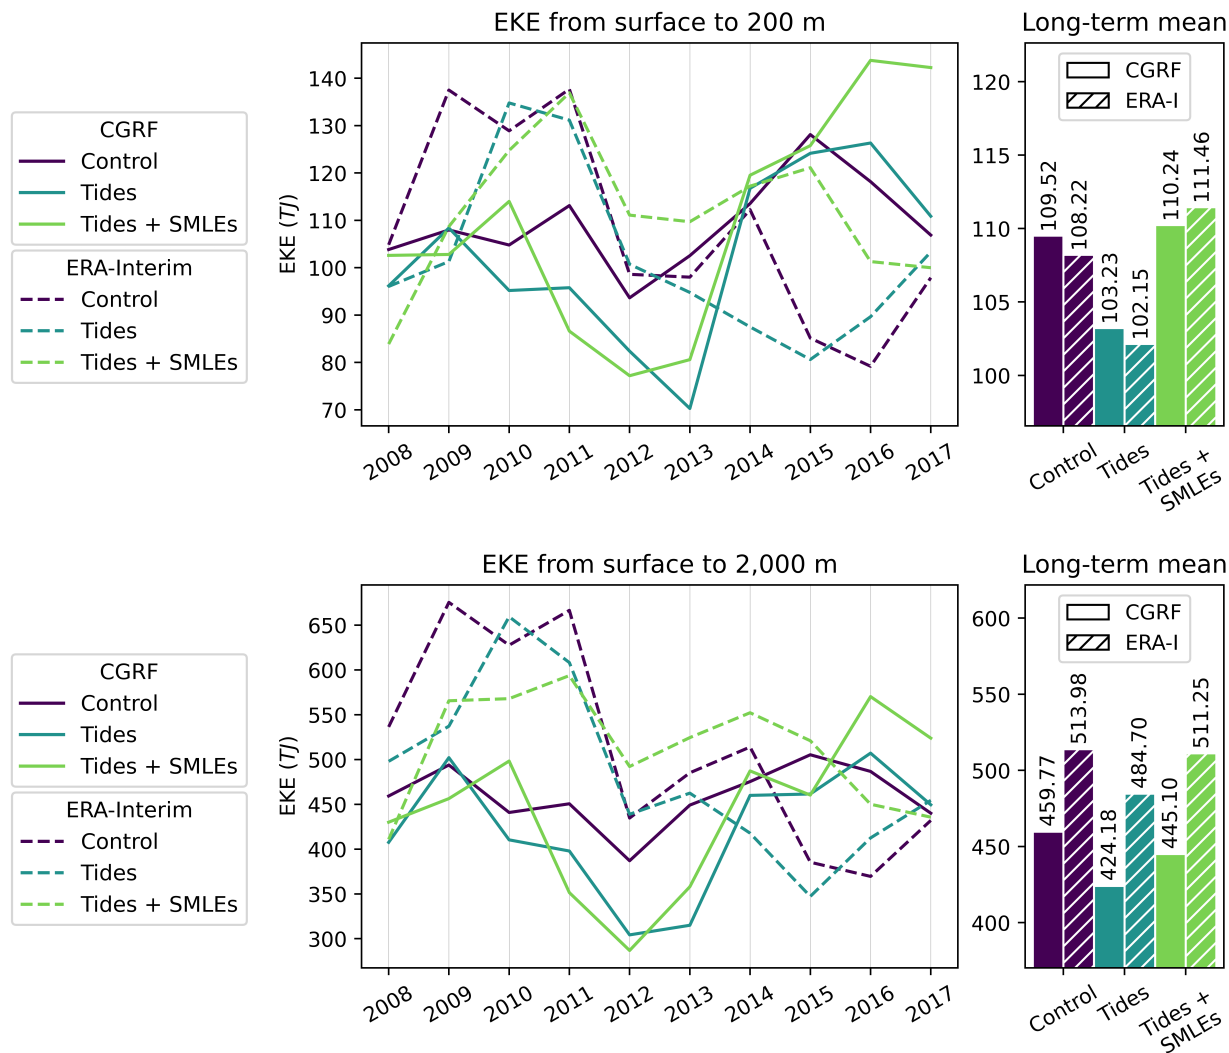 EKE from surface to 200 m
Long-term mean
CGRF
Control
Tides
Tides + SMLEs
ERA-Interim
Control
Tides
Tides + SMLEs
EKE (TJ)
140
130
120
110
100
90
80
70
2008
2009
2010
2011
2012
2013
2014
2015
2016
2017
120
115
110
105
100
CGRF
ERA-I
109.52
108.22
103.23
102.15
110.24
111.46
Control
Tides
Tides +
SMLEs
EKE from surface to 2,000 m
Long-term mean
CGRF
Control
Tides
Tides + SMLEs
ERA-Interim
Control
Tides
Tides + SMLEs
EKE (TJ)
650
600
550
500
450
400
350
300
2008
2009
2010
2011
2012
2013
2014
2015
2016
2017
600
550
500
450
400
CGRF
ERA-I
459.77
513.98
424.18
484.70
445.10
511.25
Control
Tides
Tides +
SMLEs